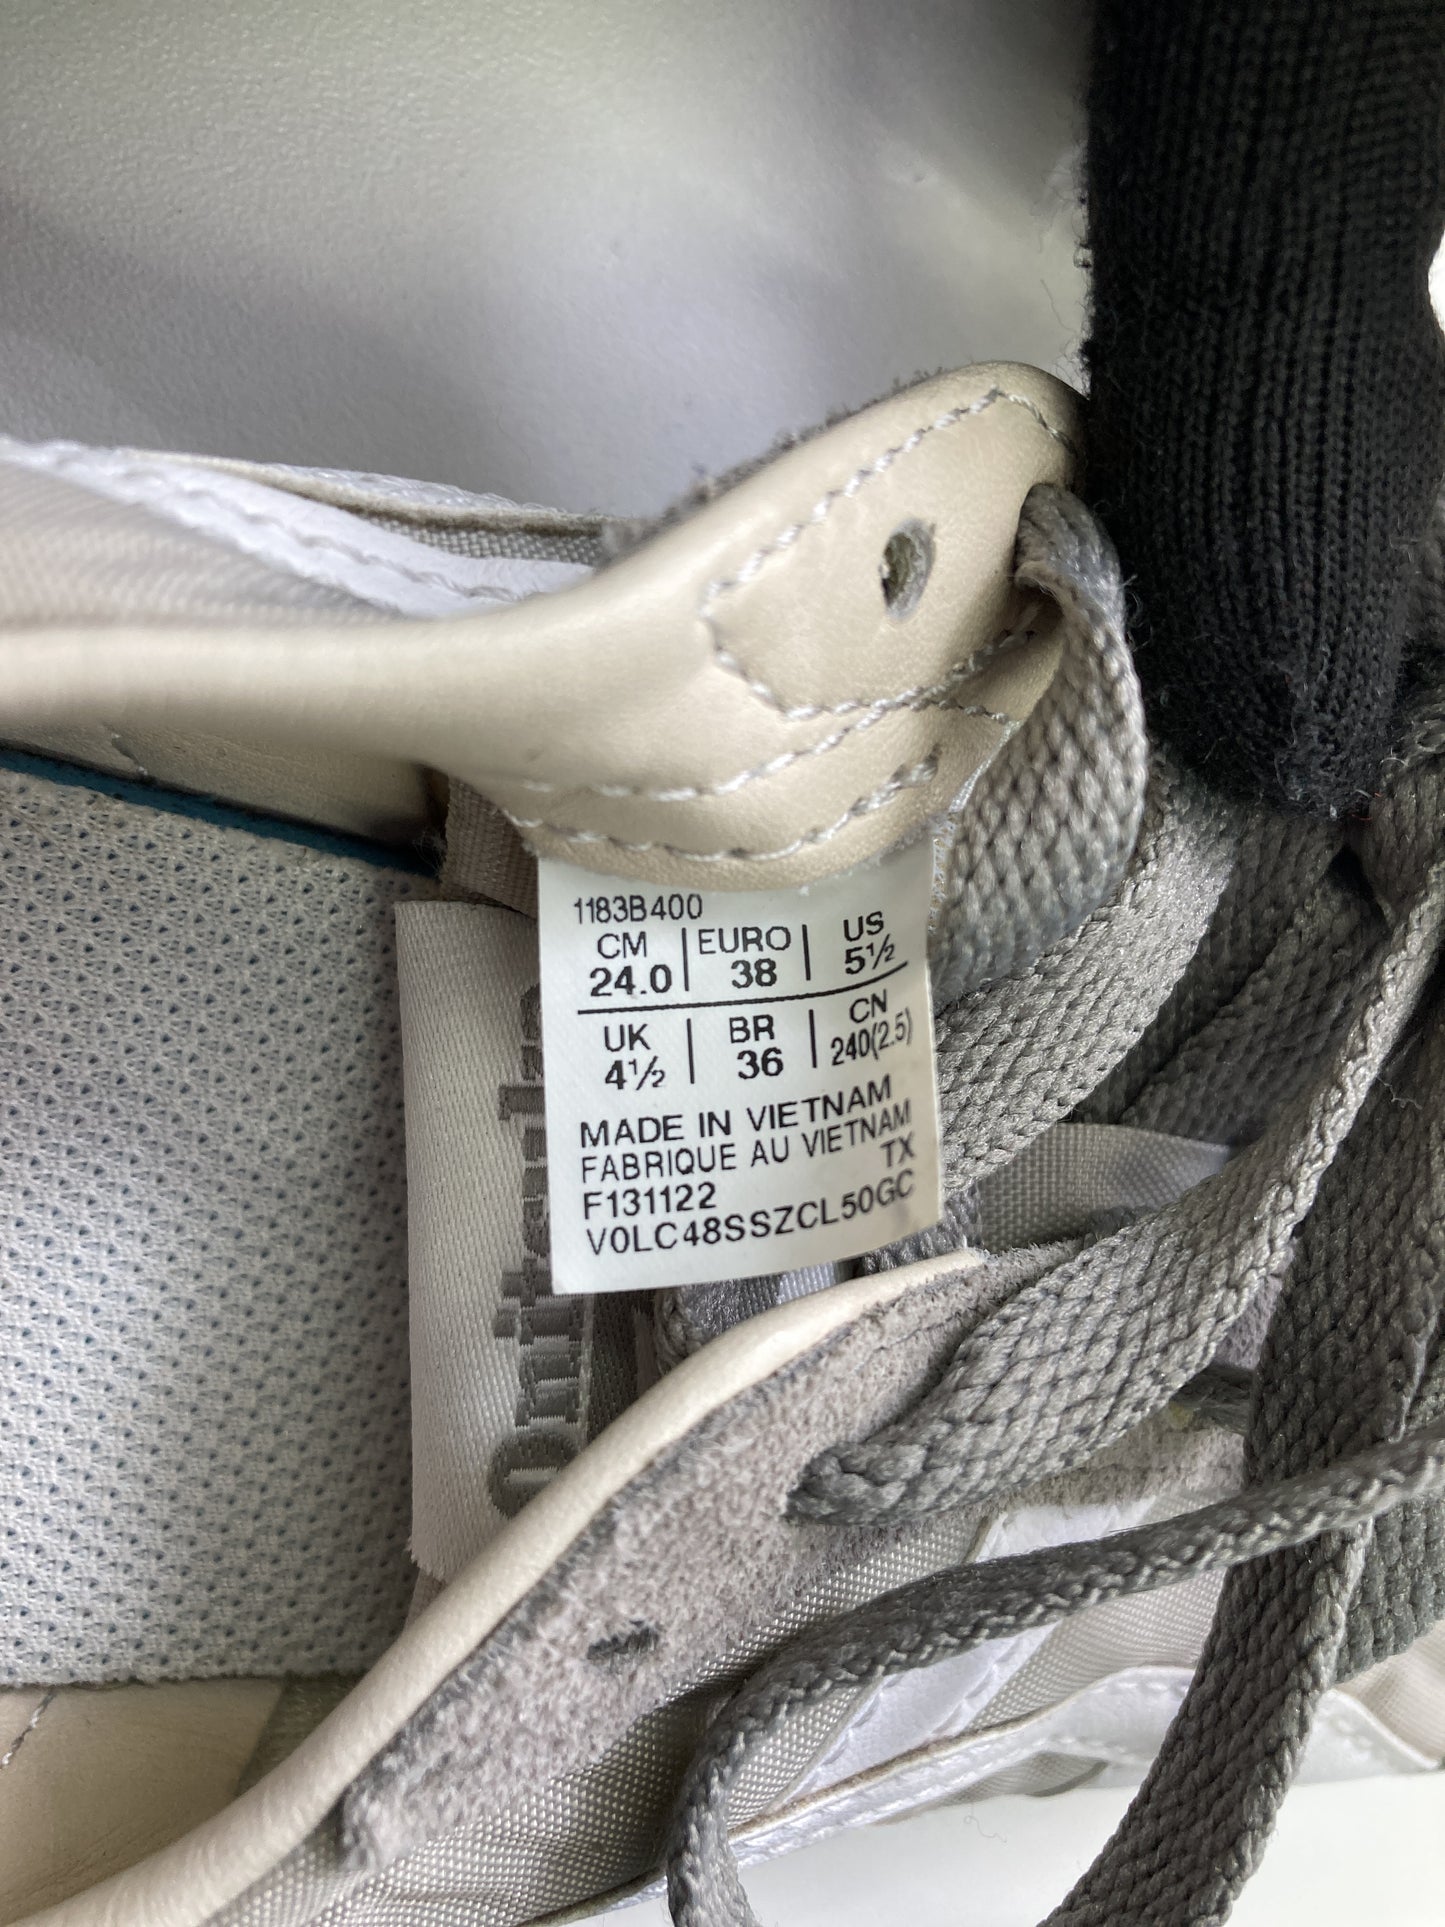 1183B400
CM | EURO | US
24.0 | 38 | 5½
UK | BR | CN
4½ | 36 | 240(2.5)
MADE IN VIETNAM
FABRIQUE AU VIETNAM
TX
F131122
V0LC48SSZCL50GC